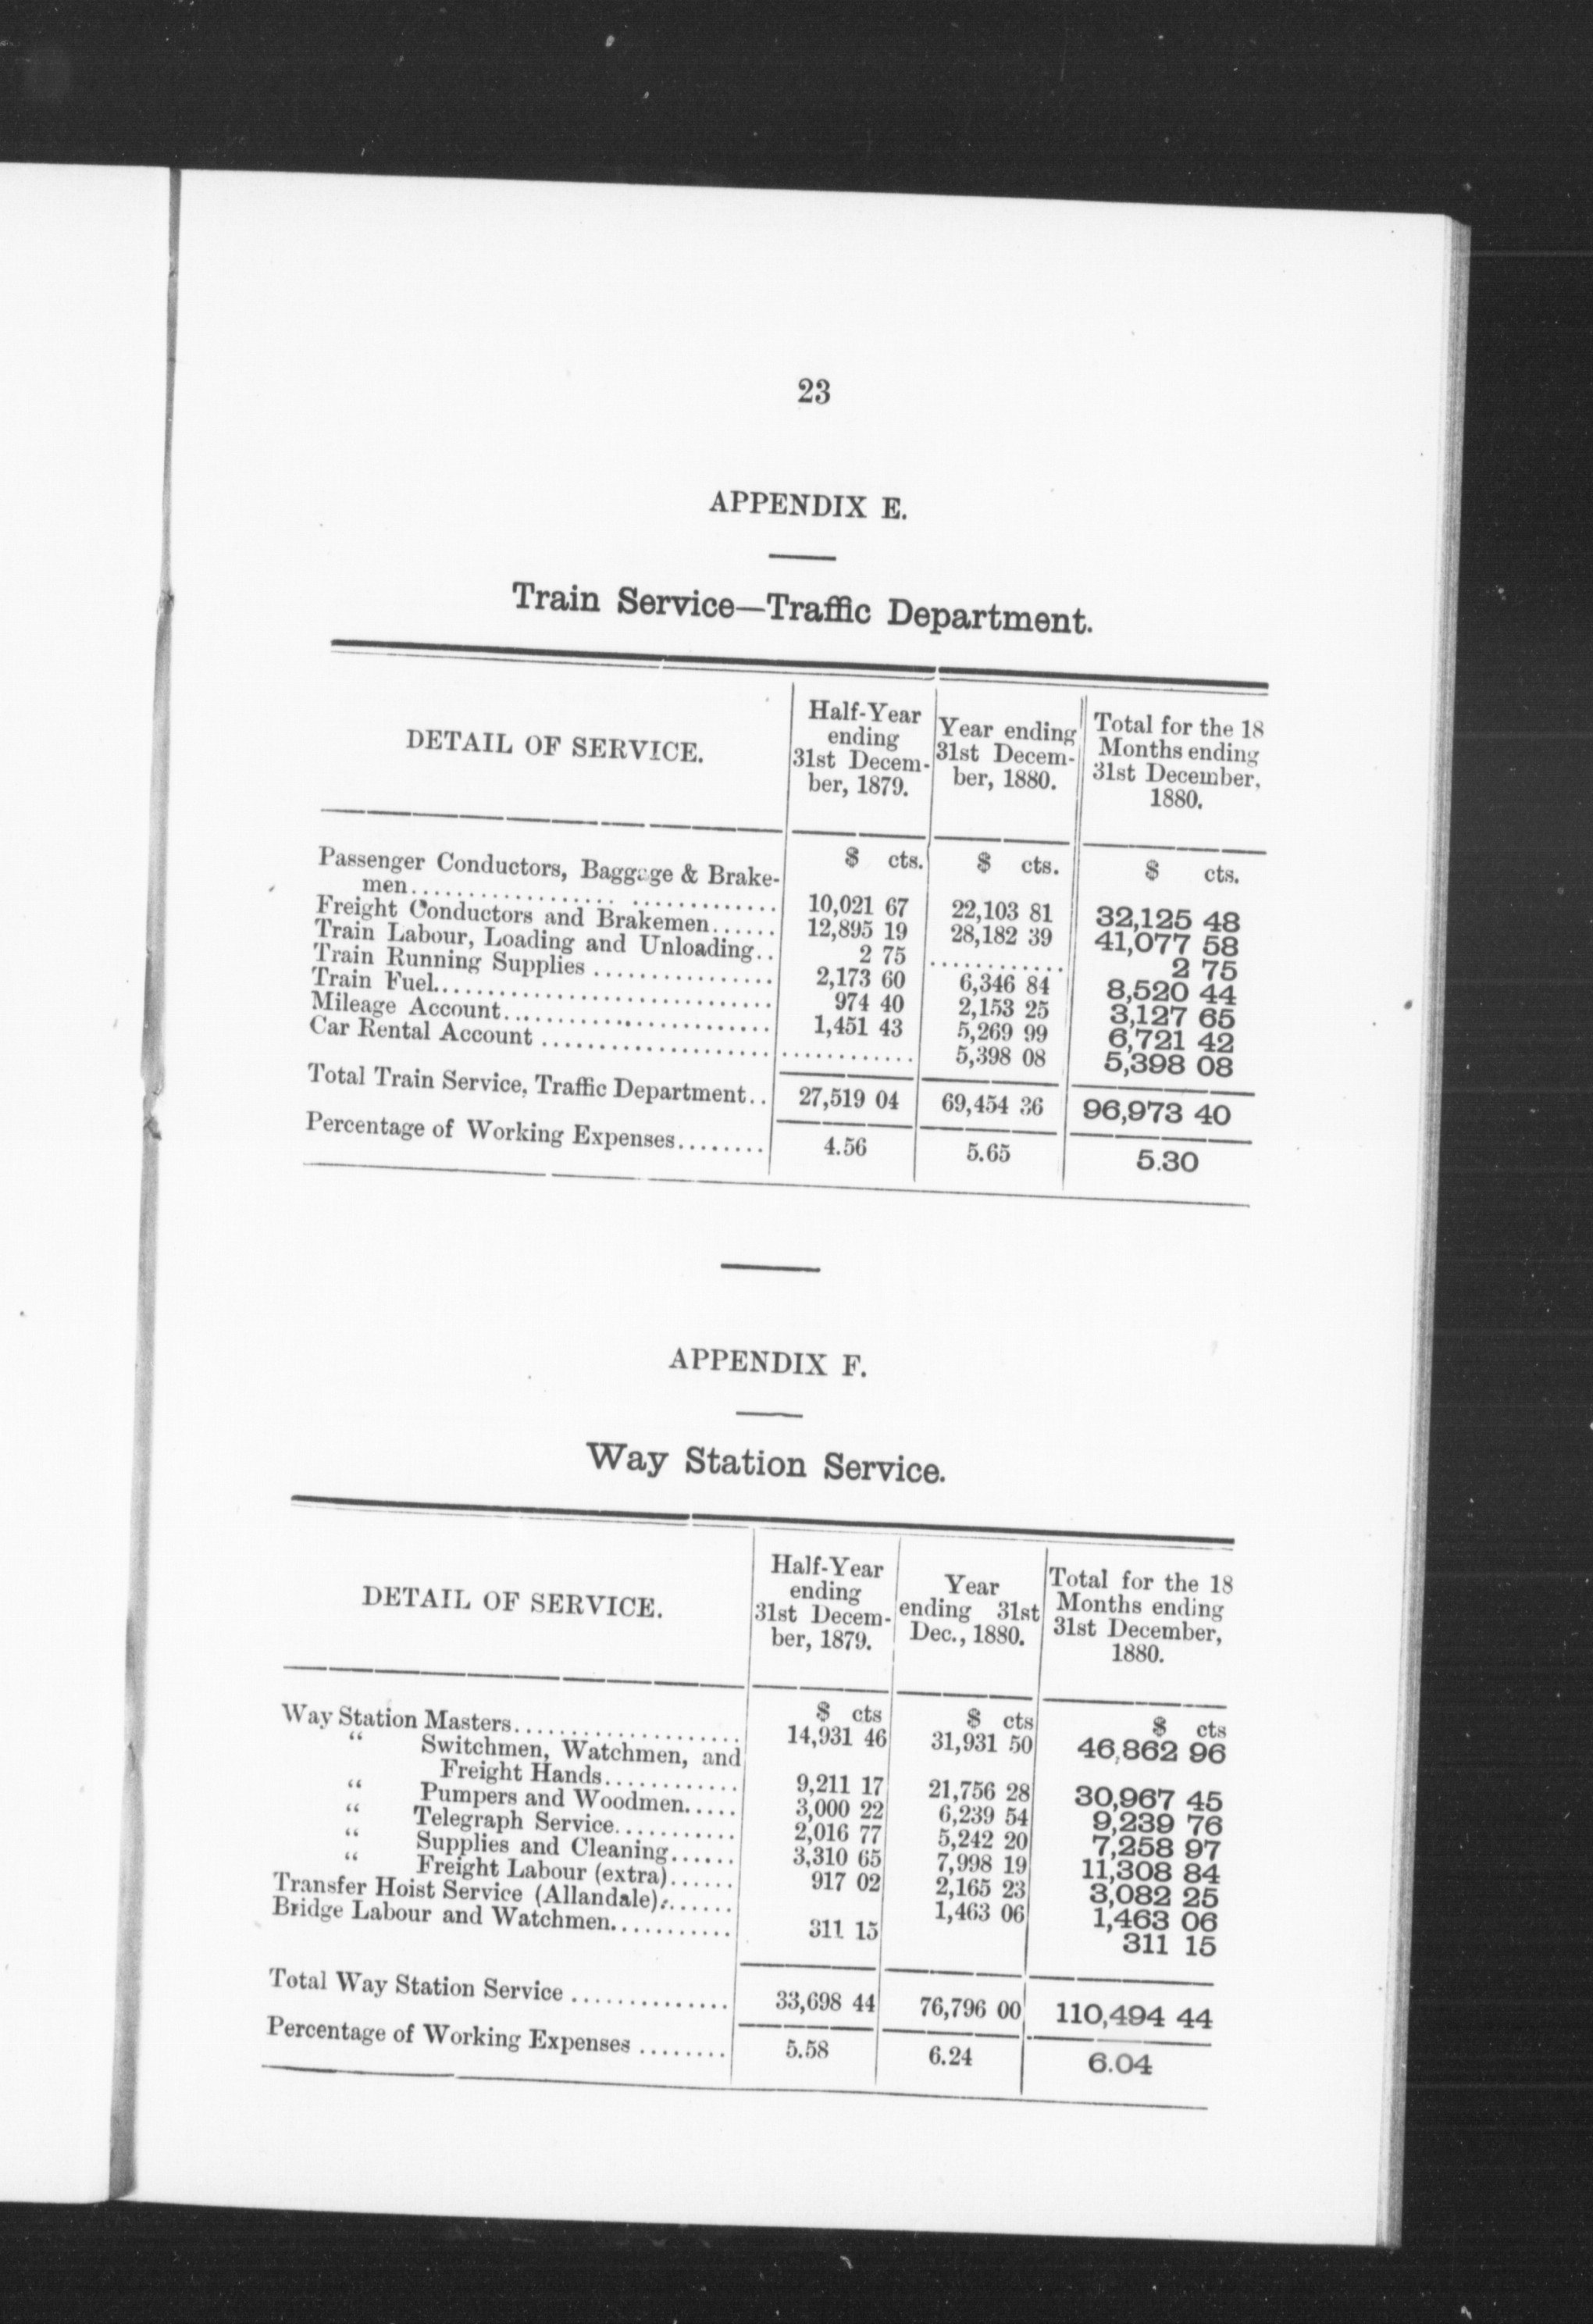 23
APPENDIX E.
Train Service—Traffic Department.
DETAIL OF SERVICE. | Half-Year ending 31st Decem-ber, 1879. | Year ending 31st Decem-ber, 1880. | Total for the 18 Months ending 31st December, 1880.
$ cts. | $ cts. | $ cts.
Passenger Conductors, Baggage & Brake-
men.............................. 10,021 67 | 22,103 81 | 32,125 48
Freight Conductors and Brakemen...... 12,895 19 | 28,182 39 | 41,077 58
Train Labour, Loading and Unloading.. 2 75 | ............ | 2 75
Train Running Supplies ................ 2,173 60 | 6,346 84 | 8,520 44
Train Fuel.............................. 974 40 | 2,153 25 | 3,127 65
Mileage Account......................... 1,451 43 | 5,269 99 | 6,721 42
Car Rental Account .................... ............ | 5,398 08 | 5,398 08
Total Train Service, Traffic Department.. 27,519 04 | 69,454 36 | 96,973 40
Percentage of Working Expenses........ 4.56 | 5.65 | 5.30
APPENDIX F.
Way Station Service.
DETAIL OF SERVICE. | Half-Year ending 31st Decem-ber, 1879. | Year ending 31st Dec., 1880. | Total for the 18 Months ending 31st December, 1880.
$ cts | $ cts | $ cts
Way Station Masters.................... 14,931 46 | 31,931 50 | 46,862 96
“ Switchmen, Watchmen, and
Freight Hands............ 9,211 17 | 21,756 28 | 30,967 45
“ Pumpers and Woodmen..... 3,000 22 | 6,239 54 | 9,239 76
“ Telegraph Service........... 2,016 77 | 5,242 20 | 7,258 97
“ Supplies and Cleaning...... 3,310 65 | 7,998 19 | 11,308 84
“ Freight Labour (extra)...... 917 02 | 2,165 23 | 3,082 25
Transfer Hoist Service (Allandale)....... | 1,463 06 | 1,463 06
Bridge Labour and Watchmen........... 311 15 | | 311 15
Total Way Station Service .............. 33,698 44 | 76,796 00 | 110,494 44
Percentage of Working Expenses ........ 5.58 | 6.24 | 6.04